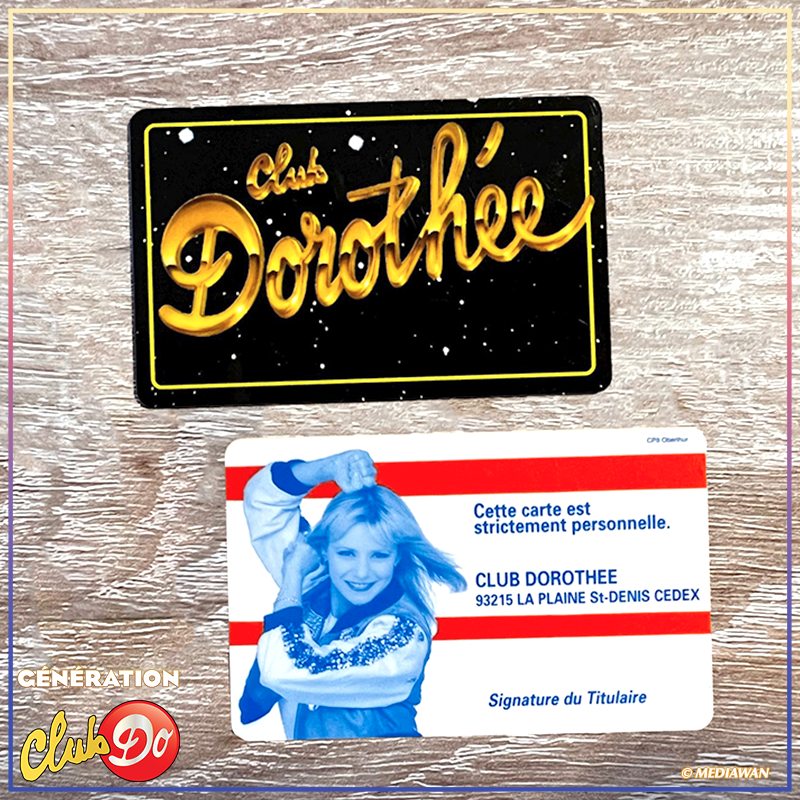 Club
Dorothée
CP8 Oberthur
Cette carte est
strictement personnelle.
CLUB DOROTHEE
93215 LA PLAINE St-DENIS CEDEX
Signature du Titulaire
GÉNÉRATION
Club Do
© MEDIAWAN